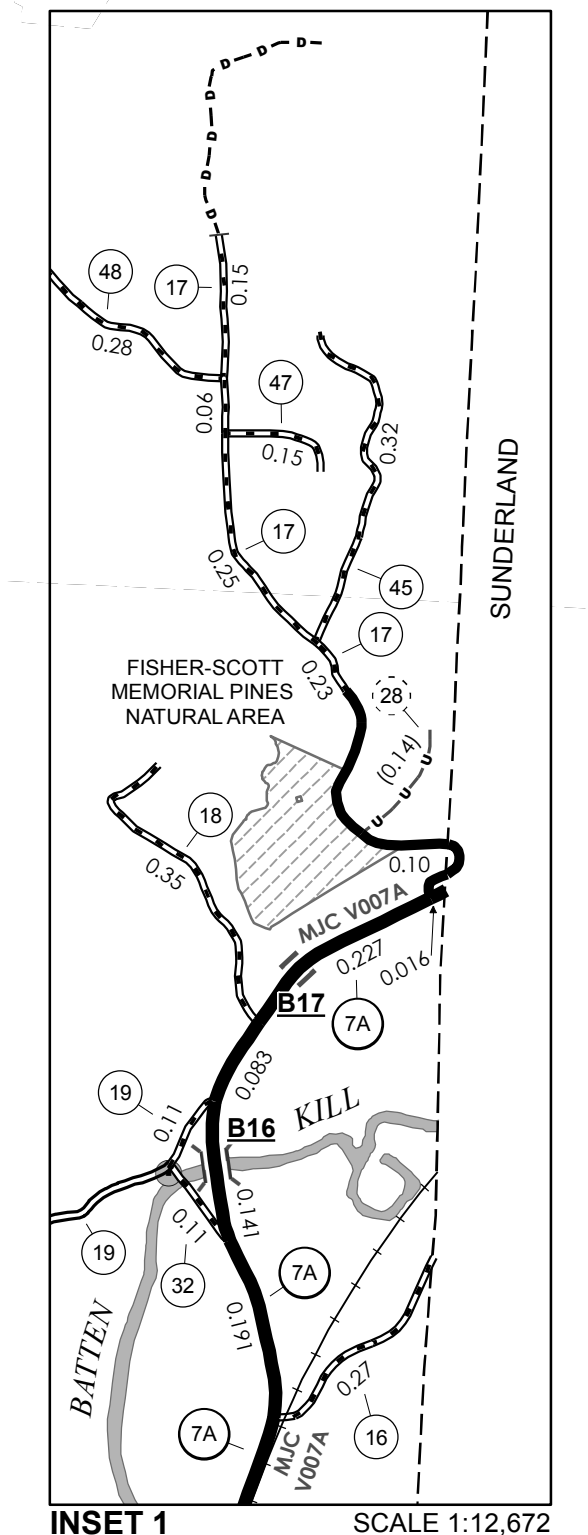 D D D
D
D
D
D
48
17
0.15
0.28
0.06
47
0.15
0.32
SUNDERLAND
17
0.25
45
17
0.23
FISHER-SCOTT
MEMORIAL PINES
NATURAL AREA
28
(0.14)
U
U
U
18
0.35
0.10
MJC V007A
0.227
0.016
B17
7A
0.083
19
0.11
KILL
B16
0.141
0.11
19
32
7A
0.191
BATTEN
0.27
7A
MJC
V007A
16
INSET 1 SCALE 1:12,672